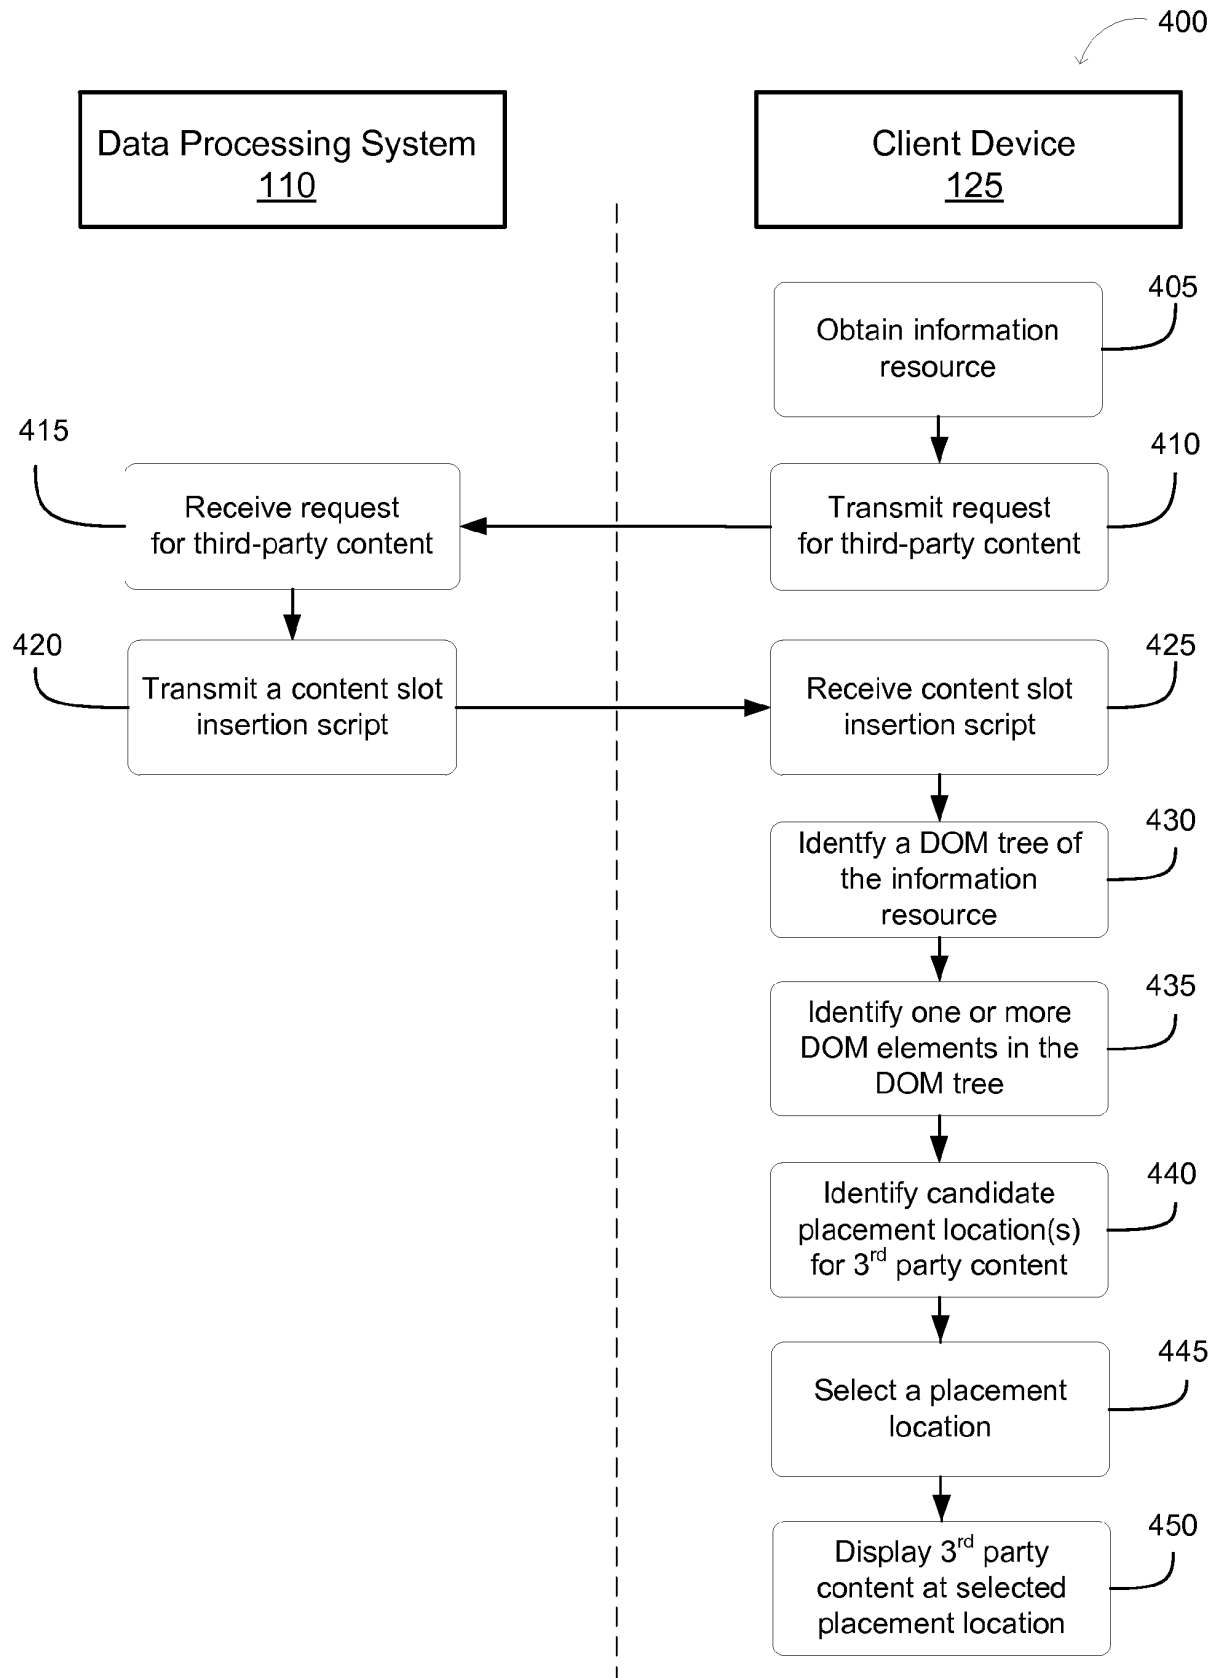 400
Data Processing System
110
Client Device
125
405
Obtain information
resource
415
410
Receive request
for third-party content
Transmit request
for third-party content
420
425
Transmit a content slot
insertion script
Receive content slot
insertion script
430
Identfy a DOM tree of
the information
resource
435
Identify one or more
DOM elements in the
DOM tree
440
Identify candidate
placement location(s)
for 3rd party content
445
Select a placement
location
450
Display 3rd party
content at selected
placement location